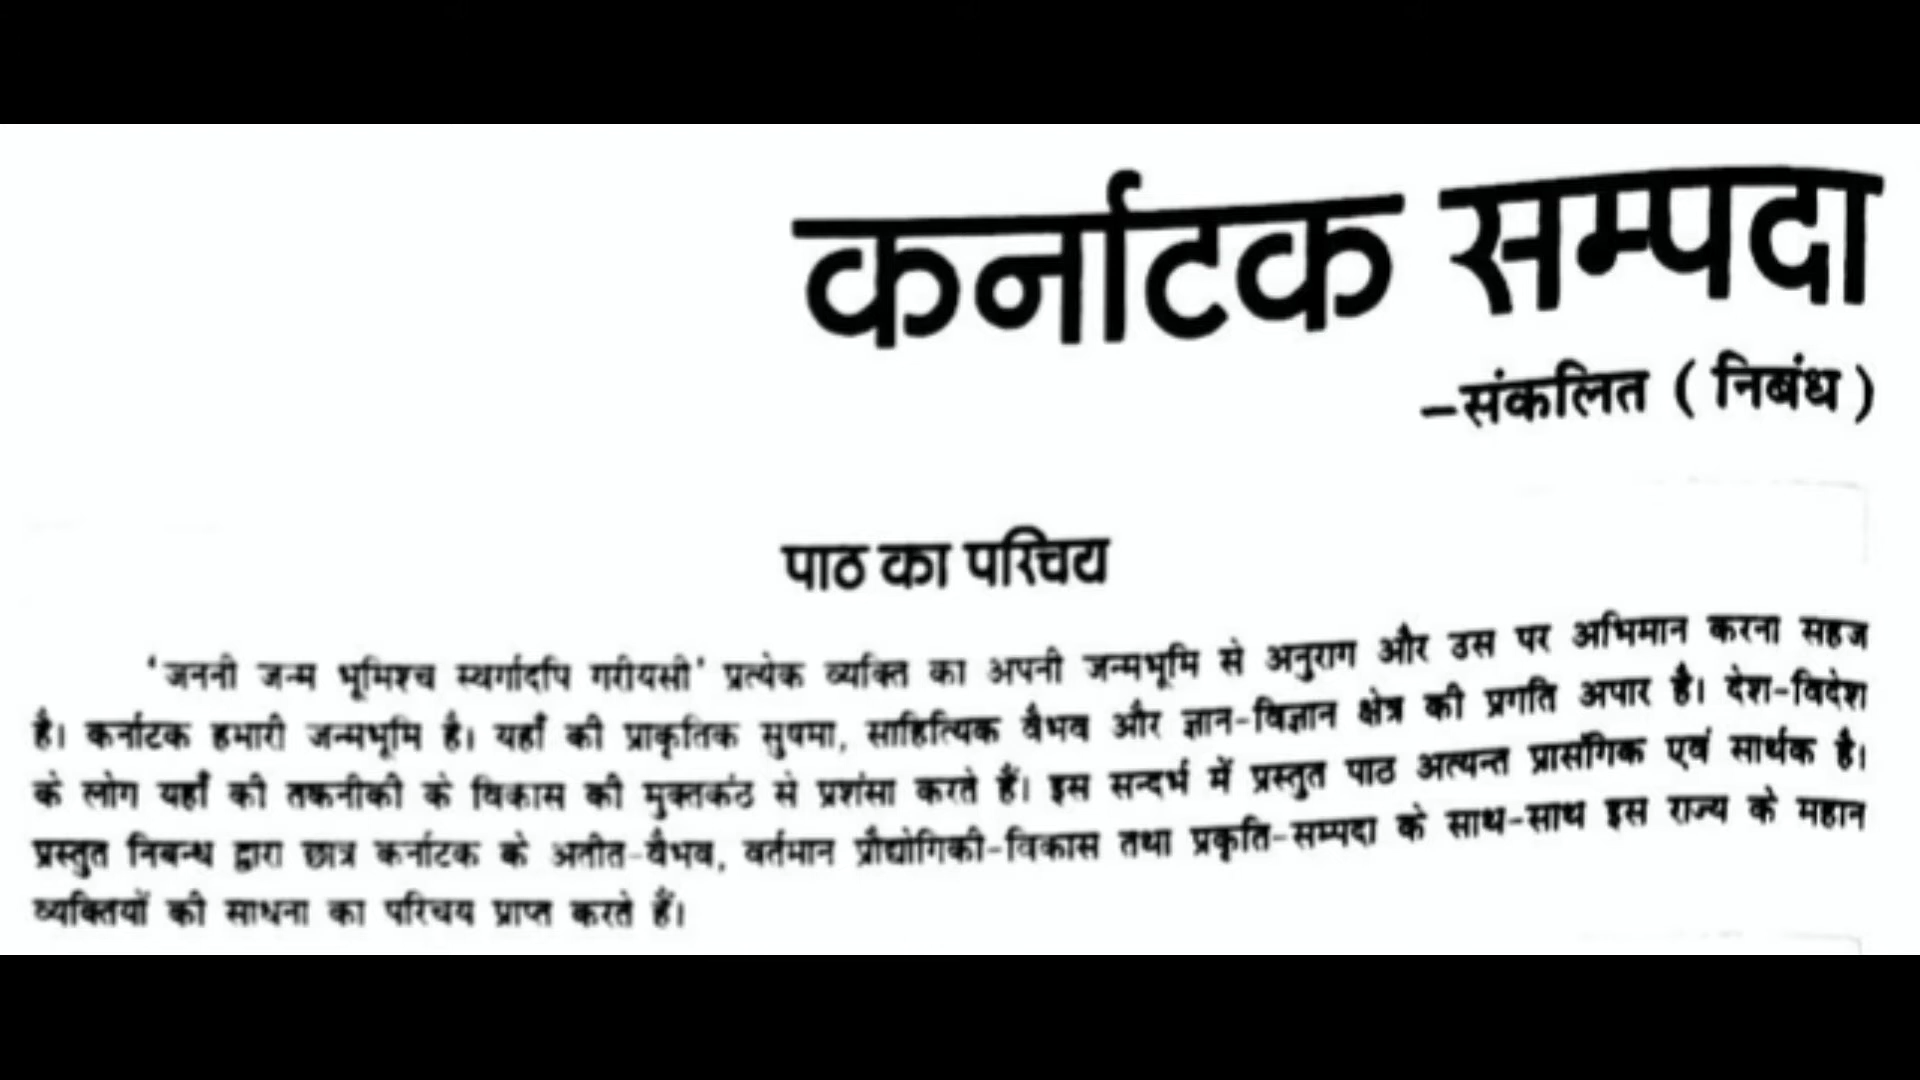 कर्नाटक सम्पदा
–संकलित ( निबंध )
पाठ का परिचय
'जननी जन्म भूमिश्च स्वर्गादपि गरीयसी' प्रत्येक व्यक्ति का अपनी जन्मभूमि से अनुराग और उस पर अभिमान करना सहज
है। कर्नाटक हमारी जन्मभूमि है। यहाँ की प्राकृतिक सुषमा, साहित्यिक वैभव और ज्ञान-विज्ञान क्षेत्र की प्रगति अपार है। देश-विदेश
के लोग यहाँ की तकनीकी के विकास की मुक्तकंठ से प्रशंसा करते हैं। इस सन्दर्भ में प्रस्तुत पाठ अत्यन्त प्रासंगिक एवं सार्थक है।
प्रस्तुत निबन्ध द्वारा छात्र कर्नाटक के अतीत-वैभव, वर्तमान प्रौद्योगिकी-विकास तथा प्रकृति-सम्पदा के साथ-साथ इस राज्य के महान
व्यक्तियों की साधना का परिचय प्राप्त करते हैं।